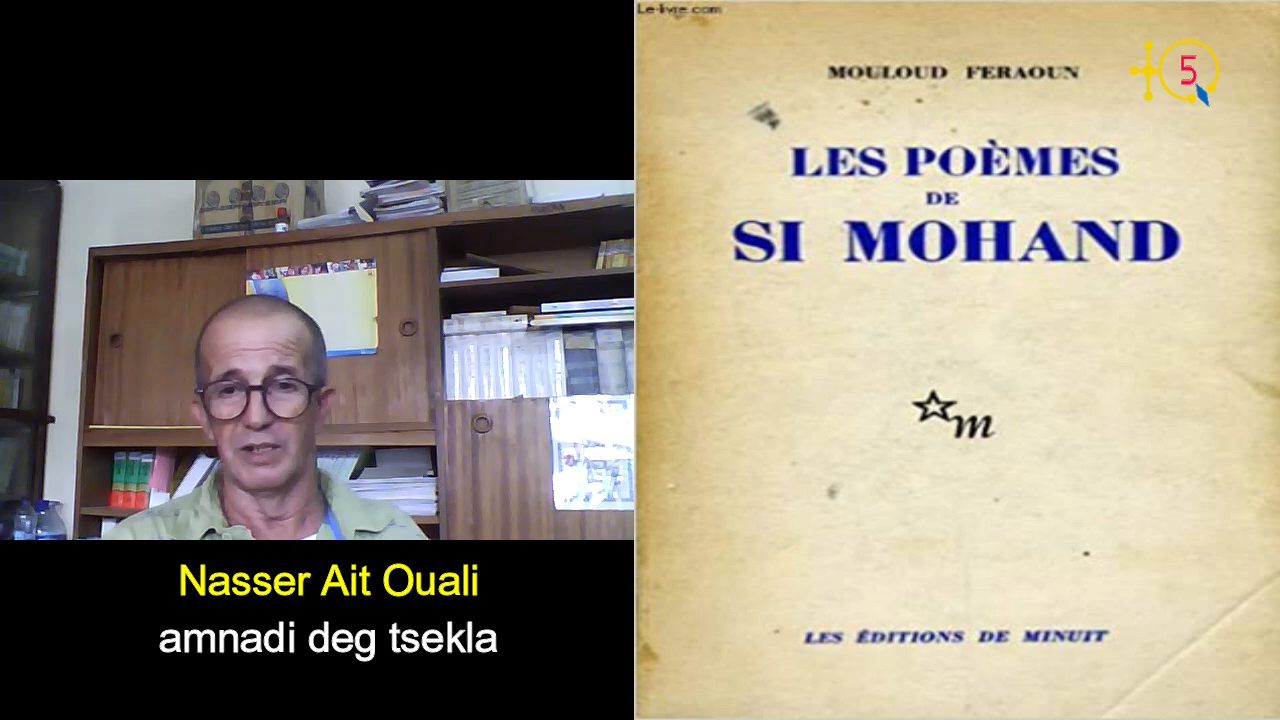 Nasser Ait Ouali
amnadi deg tsekla
Le-livre.com
MOULOUD FERAOUN
5
LES POÈMES
DE
SI MOHAND
m
LES ÉDITIONS DE MINUIT